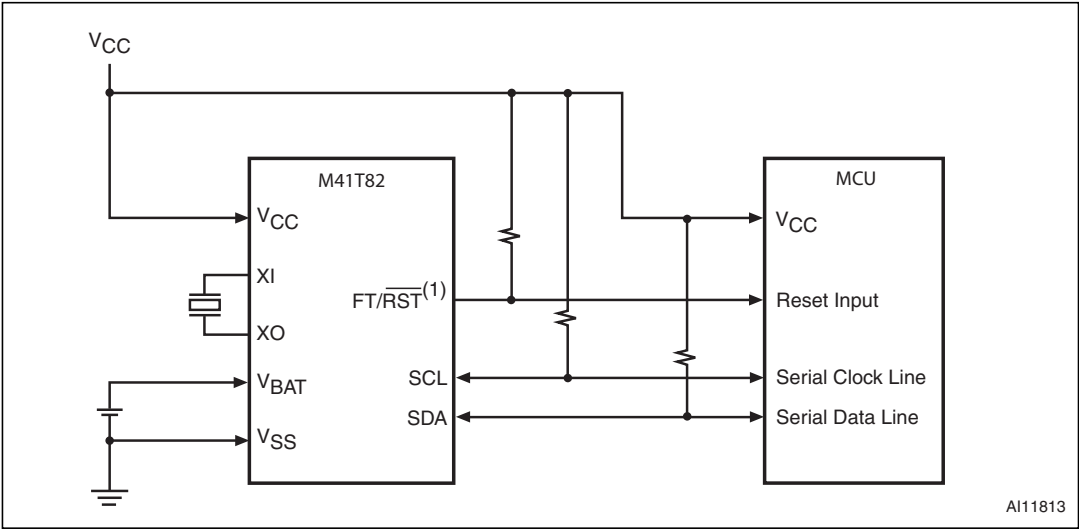 VCC
M41T82
MCU
VCC
VCC
XI
FT/RST(1)
Reset Input
XO
VBAT
SCL
Serial Clock Line
SDA
Serial Data Line
VSS
AI11813